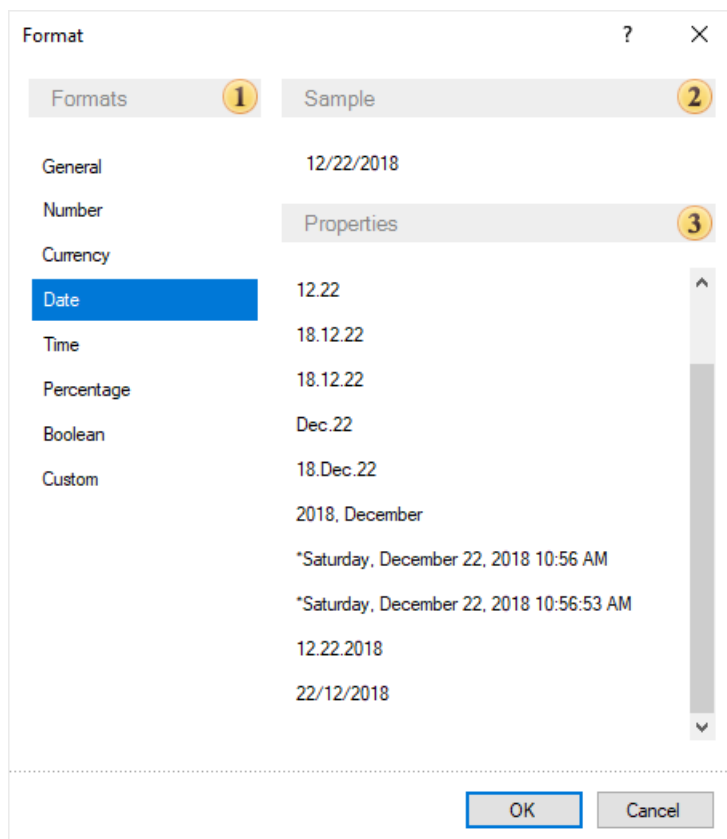 Format ?
Formats 1
General
Number
Currency
Date
Time
Percentage
Boolean
Custom
Sample 2
12/22/2018
Properties 3
12.22
18.12.22
18.12.22
Dec.22
18.Dec.22
2018, December
*Saturday, December 22, 2018 10:56 AM
*Saturday, December 22, 2018 10:56:53 AM
12.22.2018
22/12/2018
OK Cancel